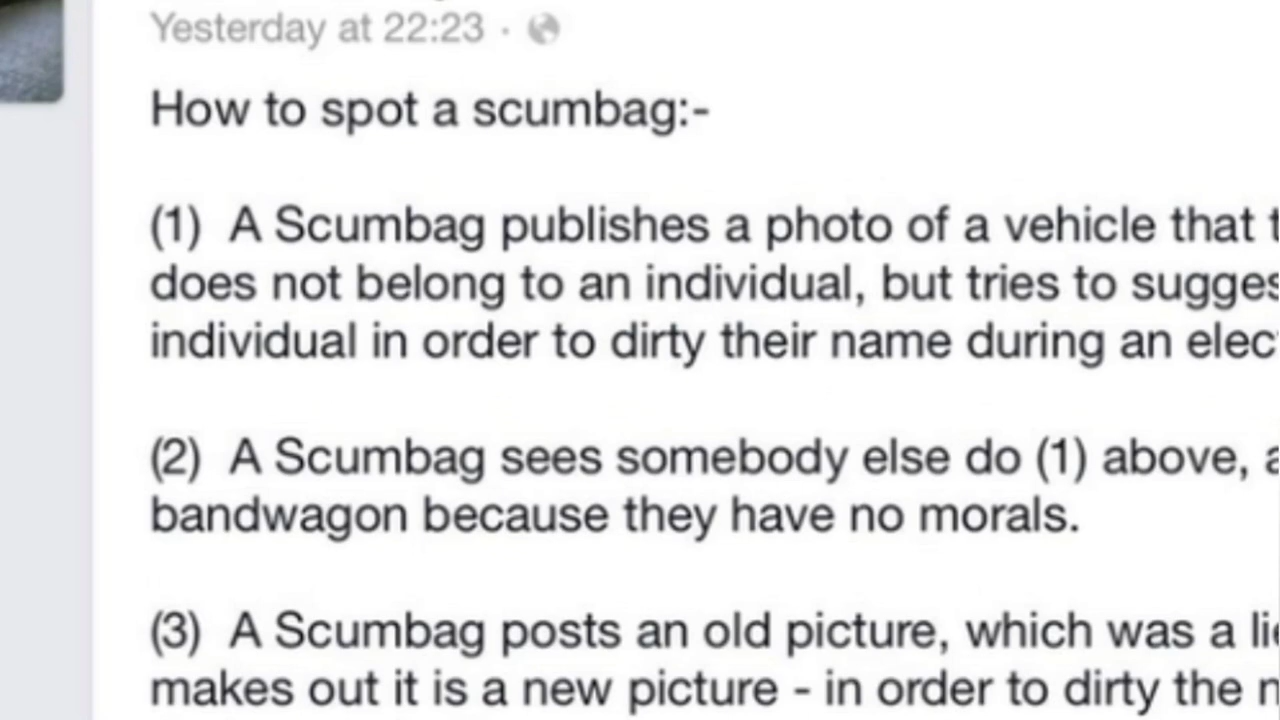 Yesterday at 22:23 ·
How to spot a scumbag:-
(1) A Scumbag publishes a photo of a vehicle that
does not belong to an individual, but tries to
individual in order to dirty their name during an
(2) A Scumbag sees somebody else do (1) above,
bandwagon because they have no morals.
(3) A Scumbag posts an old picture, which was a
makes out it is a new picture - in order to dirty the